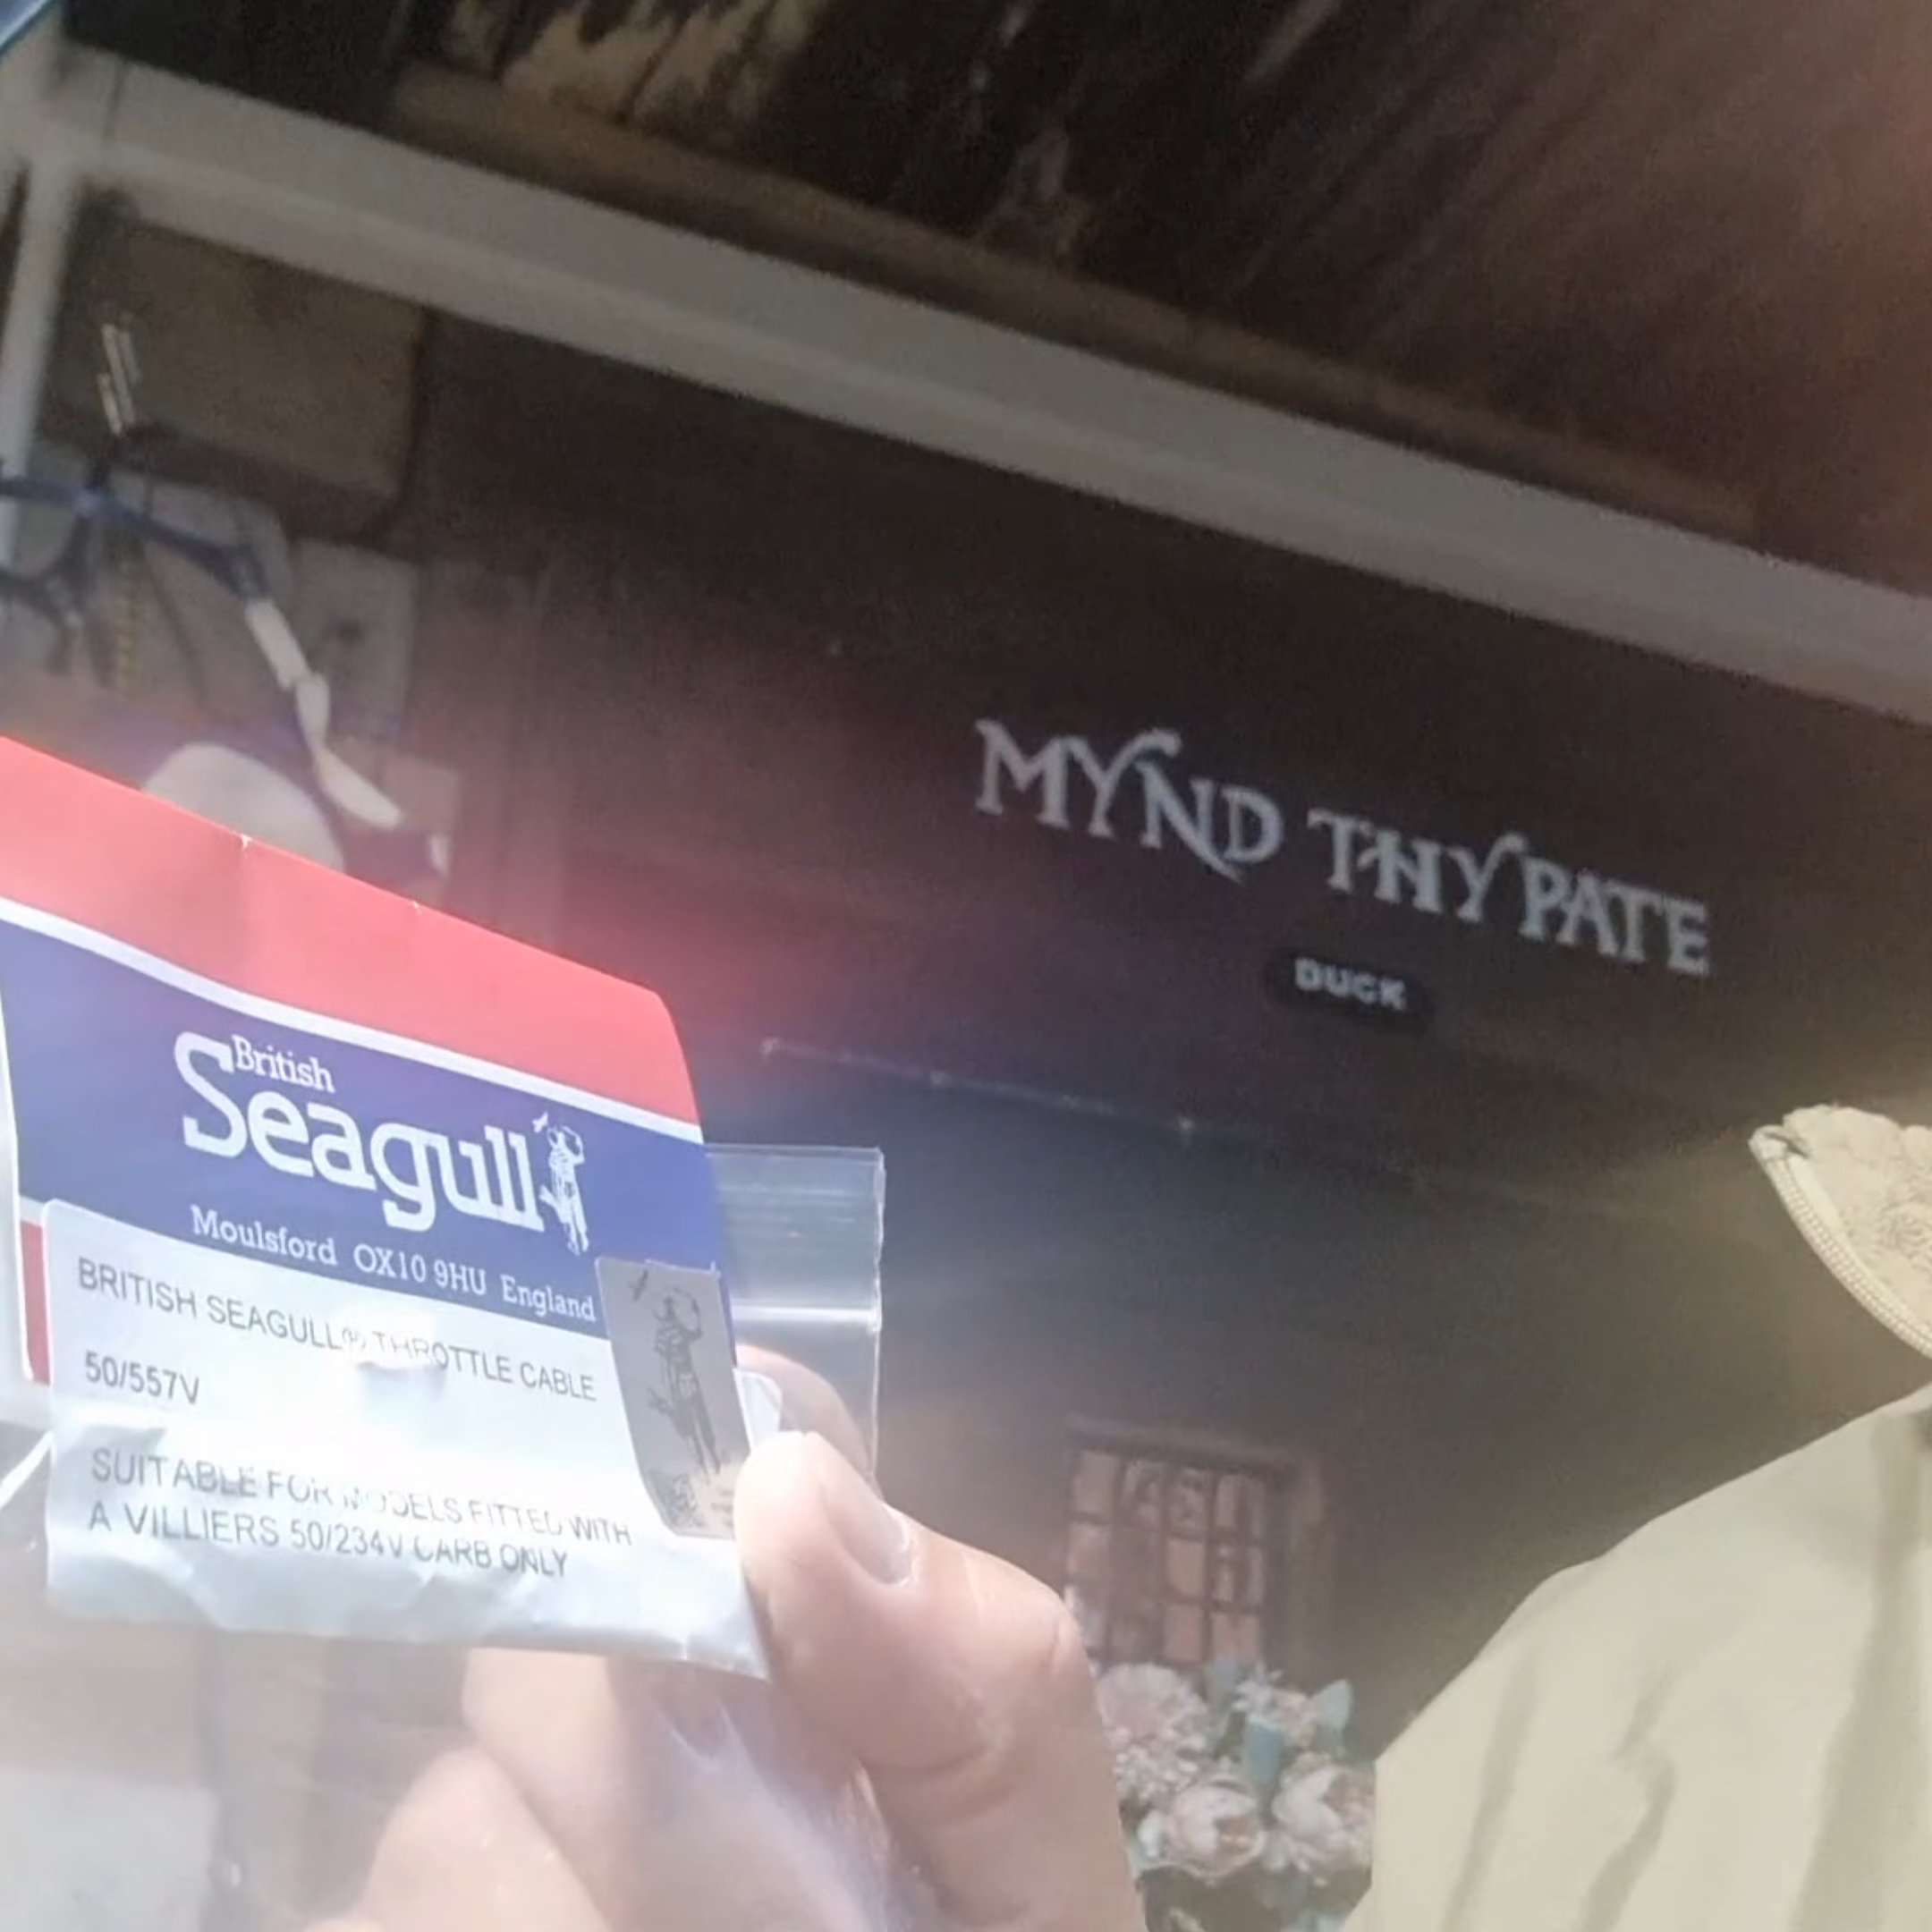 MYND THY PATE
DUCK
British
Seagull
Moulsford OX10 9HU England
BRITISH SEAGULL® THROTTLE CABLE
50/557V
SUITABLE FOR MODELS FITTED WITH
A VILLIERS 50/234V CARB ONLY